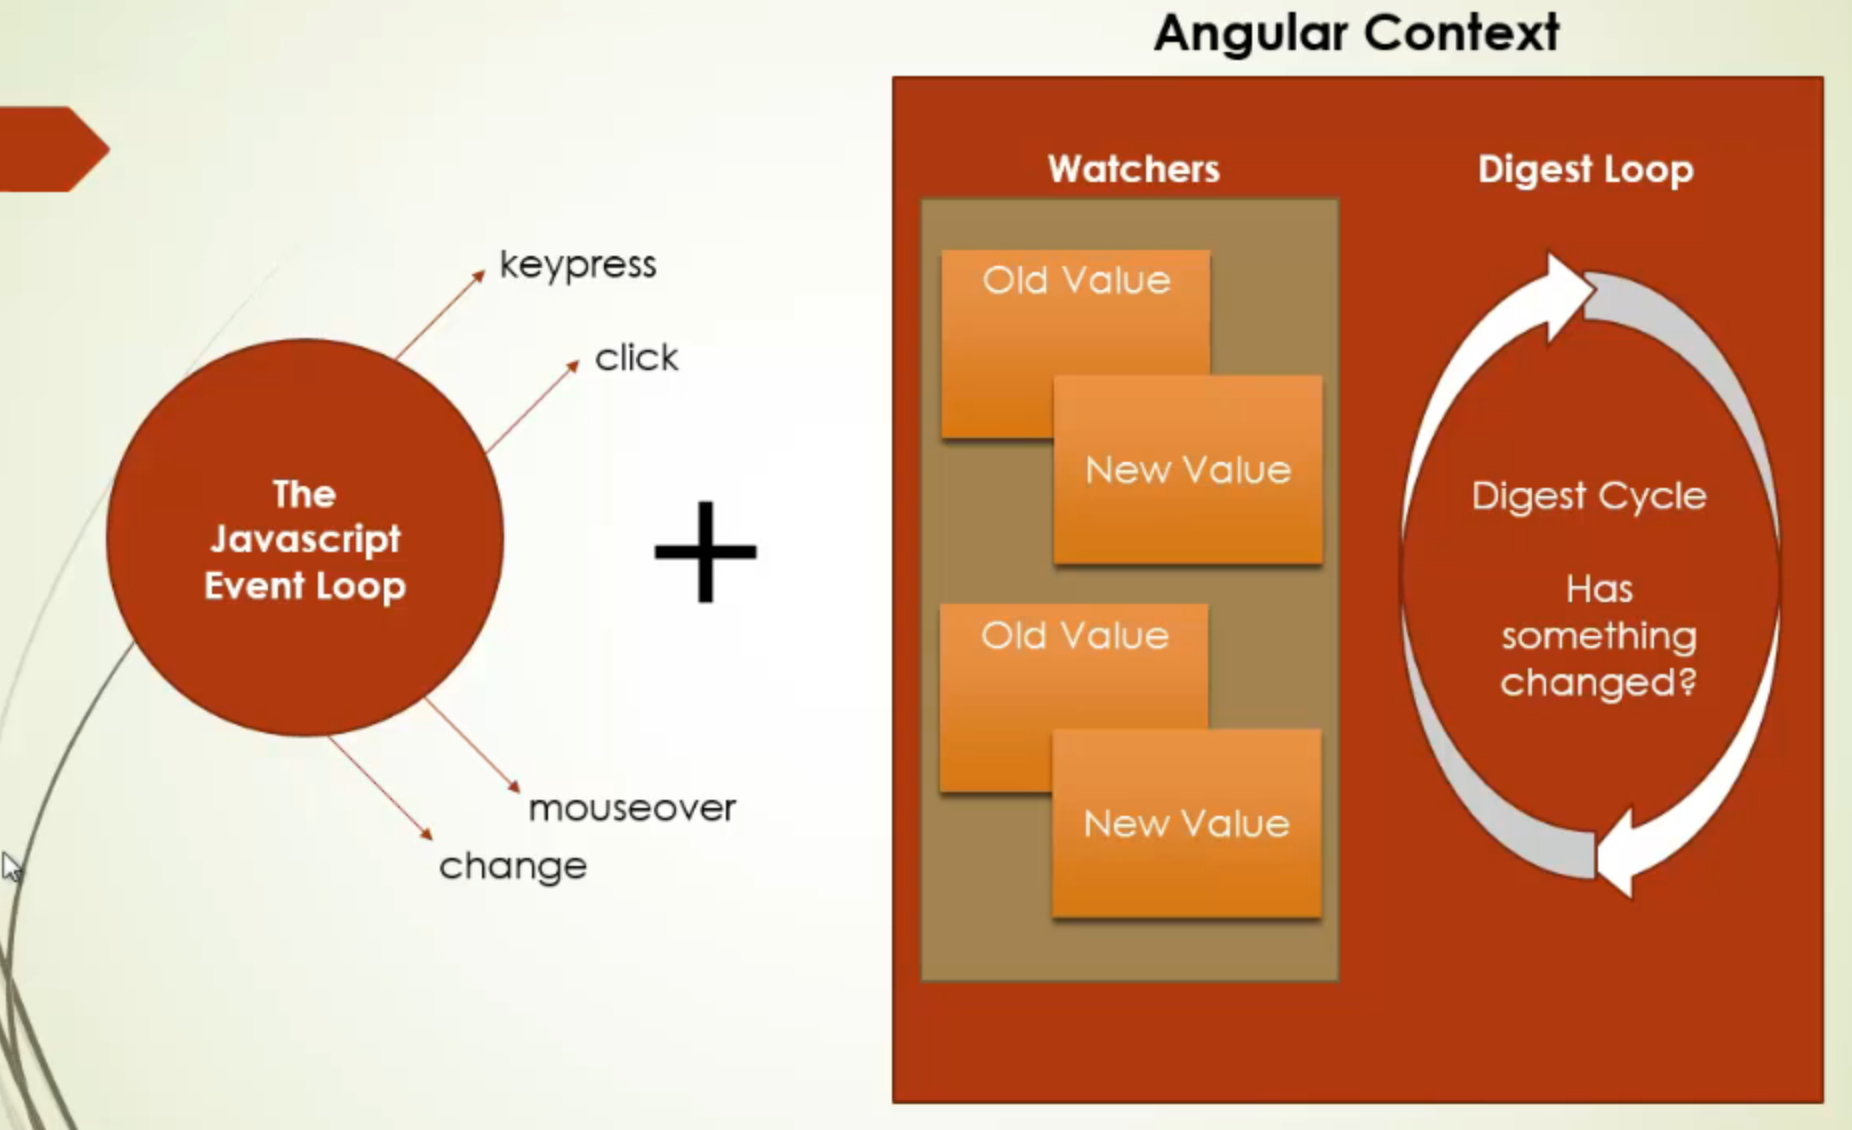 Angular Context
Watchers
Digest Loop
keypress
click
The
Javascript
Event Loop
mouseover
change
Old Value
New Value
Old Value
New Value
Digest Cycle
Has
something
changed?